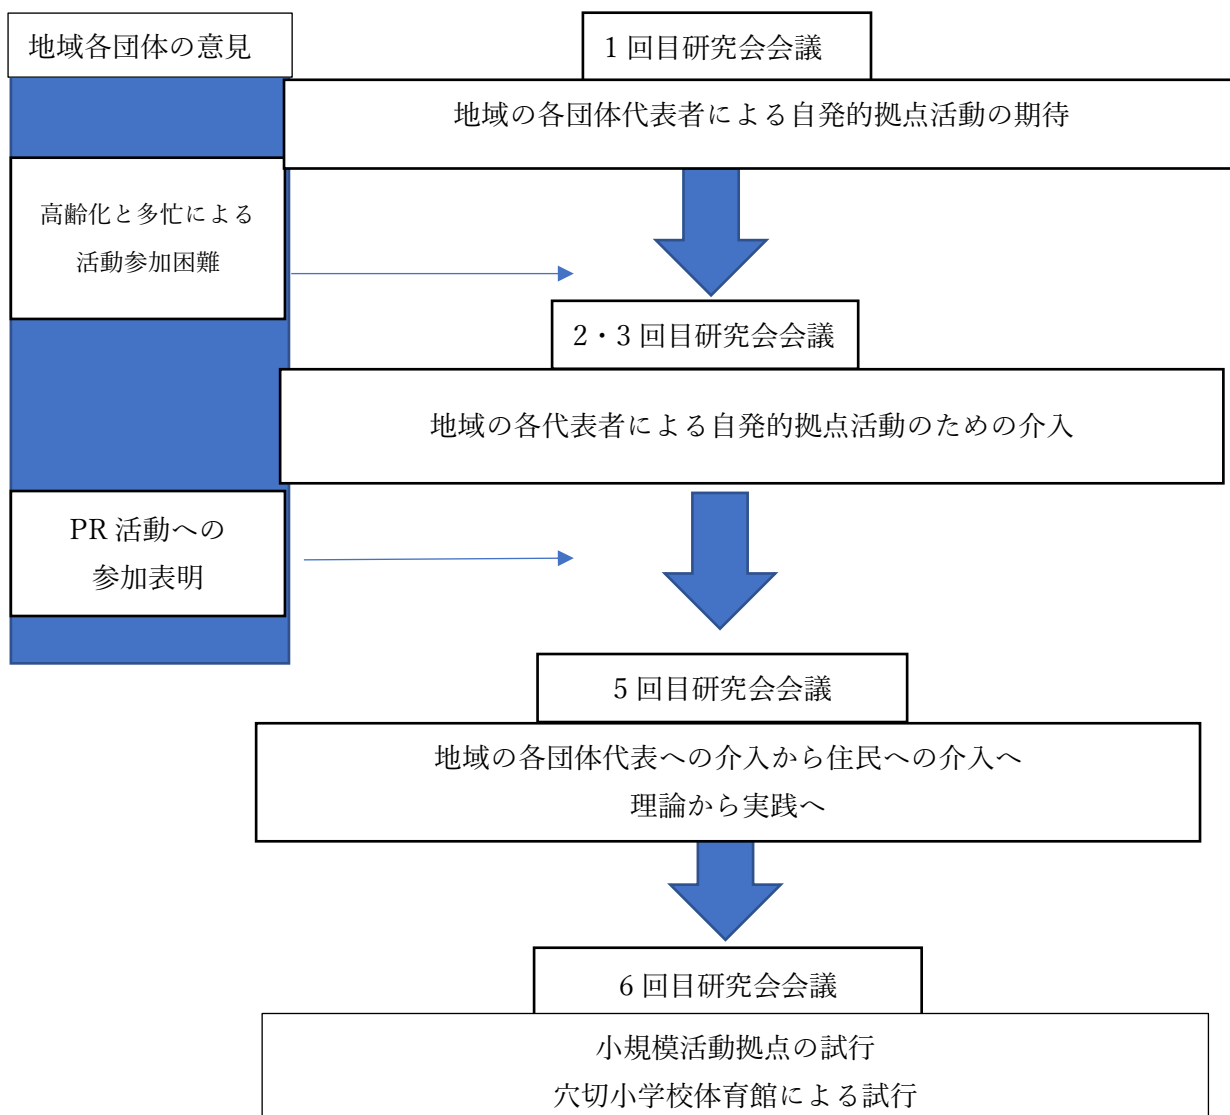 地域各団体の意見
1 回目研究会会議
地域の各団体代表者による自発的拠点活動の期待
高齢化と多忙による
活動参加困難
2・3 回目研究会会議
地域の各代表者による自発的拠点活動のための介入
PR 活動への
参加表明
5 回目研究会会議
地域の各団体代表への介入から住民への介入へ
理論から実践へ
6 回目研究会会議
小規模活動拠点の試行
穴切小学校体育館による試行